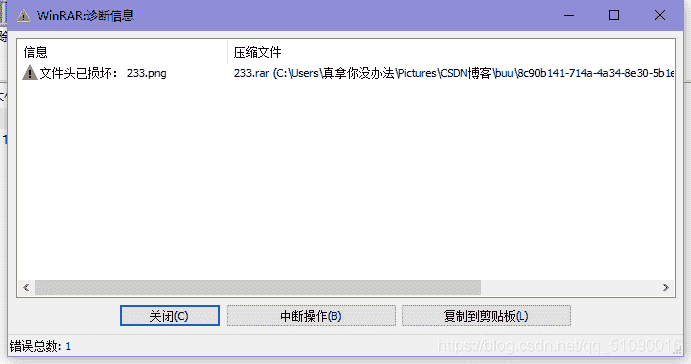 WinRAR:诊断信息
信息 压缩文件
文件头已损坏: 233.png 233.rar (C:\Users\真拿你没办法\Pictures\CSDN博客\buu\8c90b141-714a-4a34-8e30-5b1e
关闭(C) 中断操作(B) 复制到剪贴板(L)
错误总数: 1
https://blog.csdn.net/qq_51090016